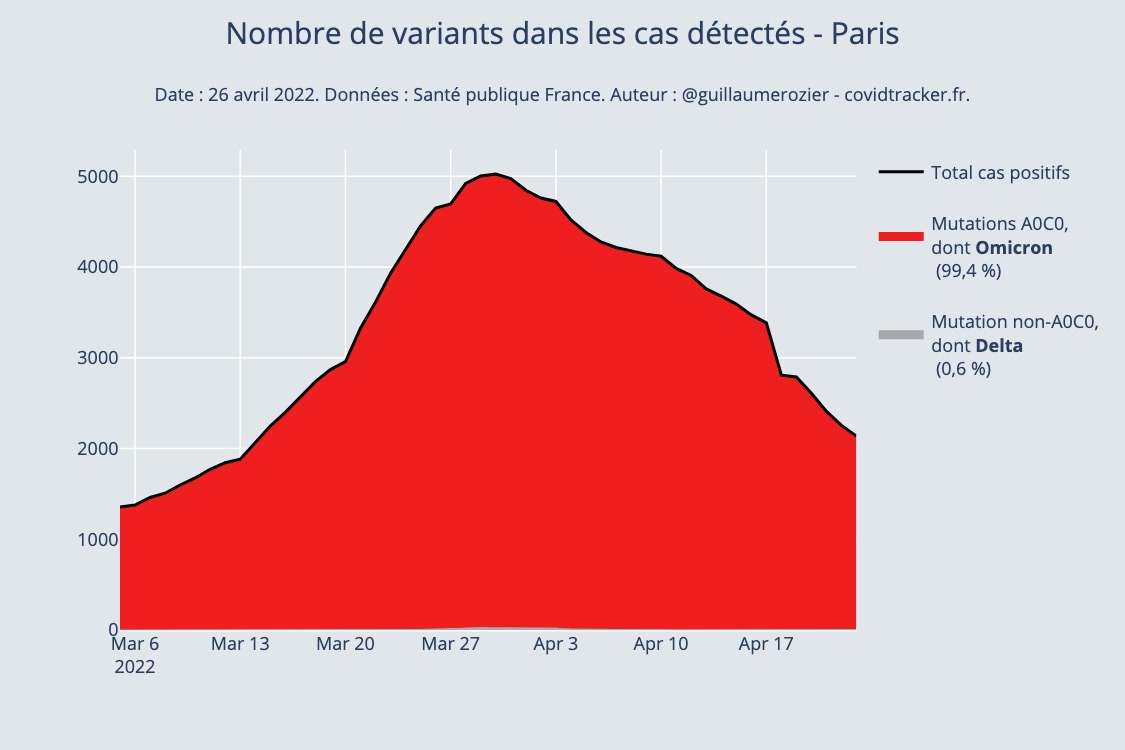 Nombre de variants dans les cas détectés - Paris
Date : 26 avril 2022. Données : Santé publique France. Auteur : @guillaumerozier - covidtracker.fr.
5000
4000
3000
2000
1000
0
Mar 6
2022
Mar 13
Mar 20
Mar 27
Apr 3
Apr 10
Apr 17
Total cas positifs
Mutations A0C0,
dont Omicron
(99,4 %)
Mutation non-A0C0,
dont Delta
(0,6 %)